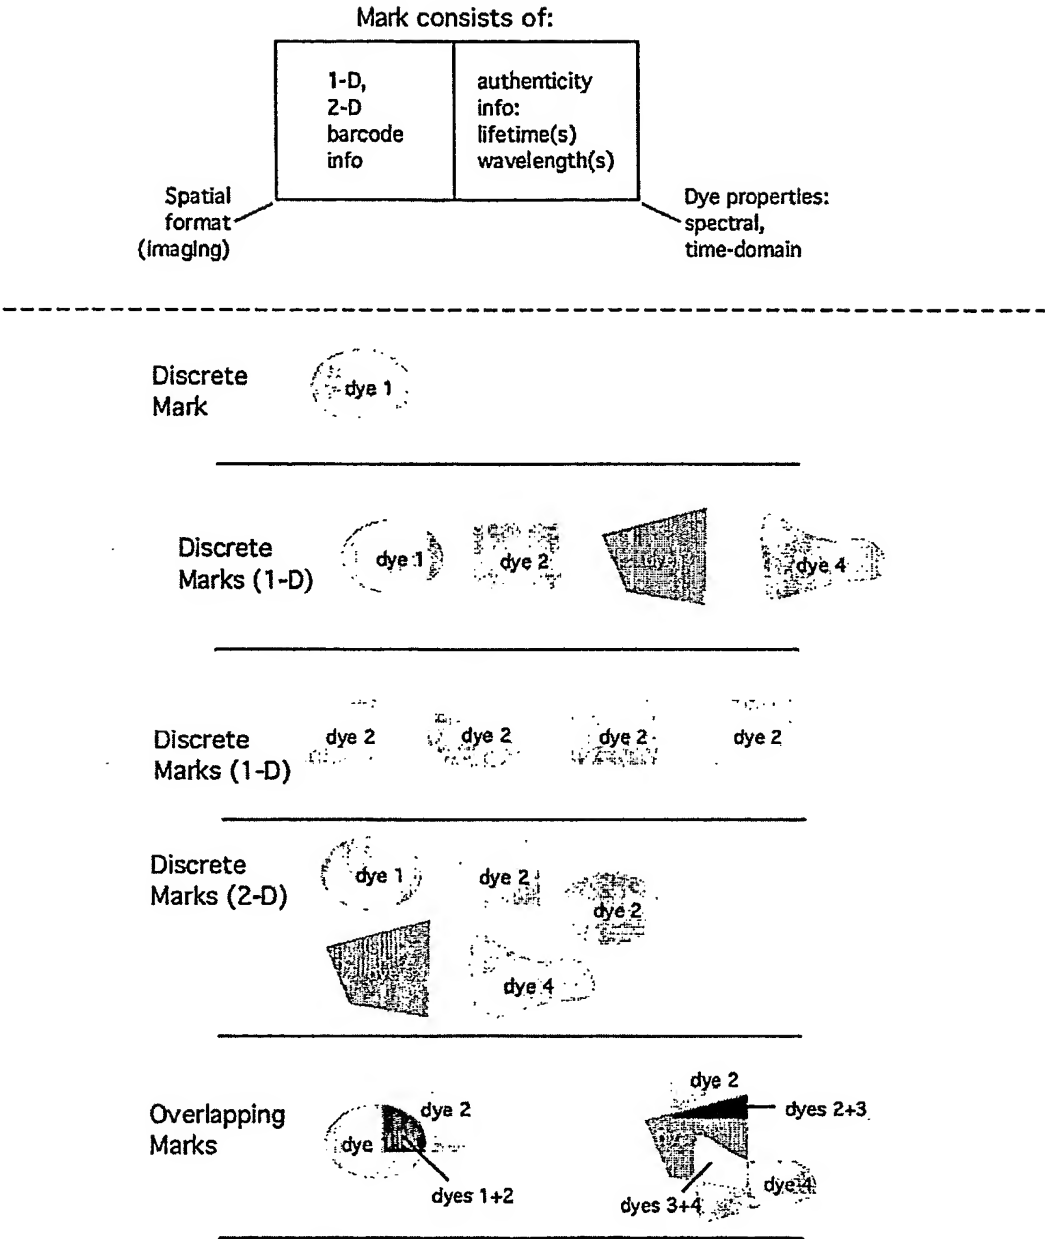 Mark consists of:
1-D,
2-D
barcode
info
authenticity
info:
lifetime(s)
wavelength(s)
Spatial
format
(imaging)
Dye properties:
spectral,
time-domain
Discrete
Mark
dye 1
Discrete
Marks (1-D)
dye 1
dye 2
dye 4
Discrete
Marks (1-D)
dye 2
dye 2
dye 2
dye 2
Discrete
Marks (2-D)
dye 1
dye 2
dye 2
dye 4
Overlapping
Marks
dye
dye 2
dyes 1+2
dye 2
dyes 2+3
dyes 3+4
dye 4